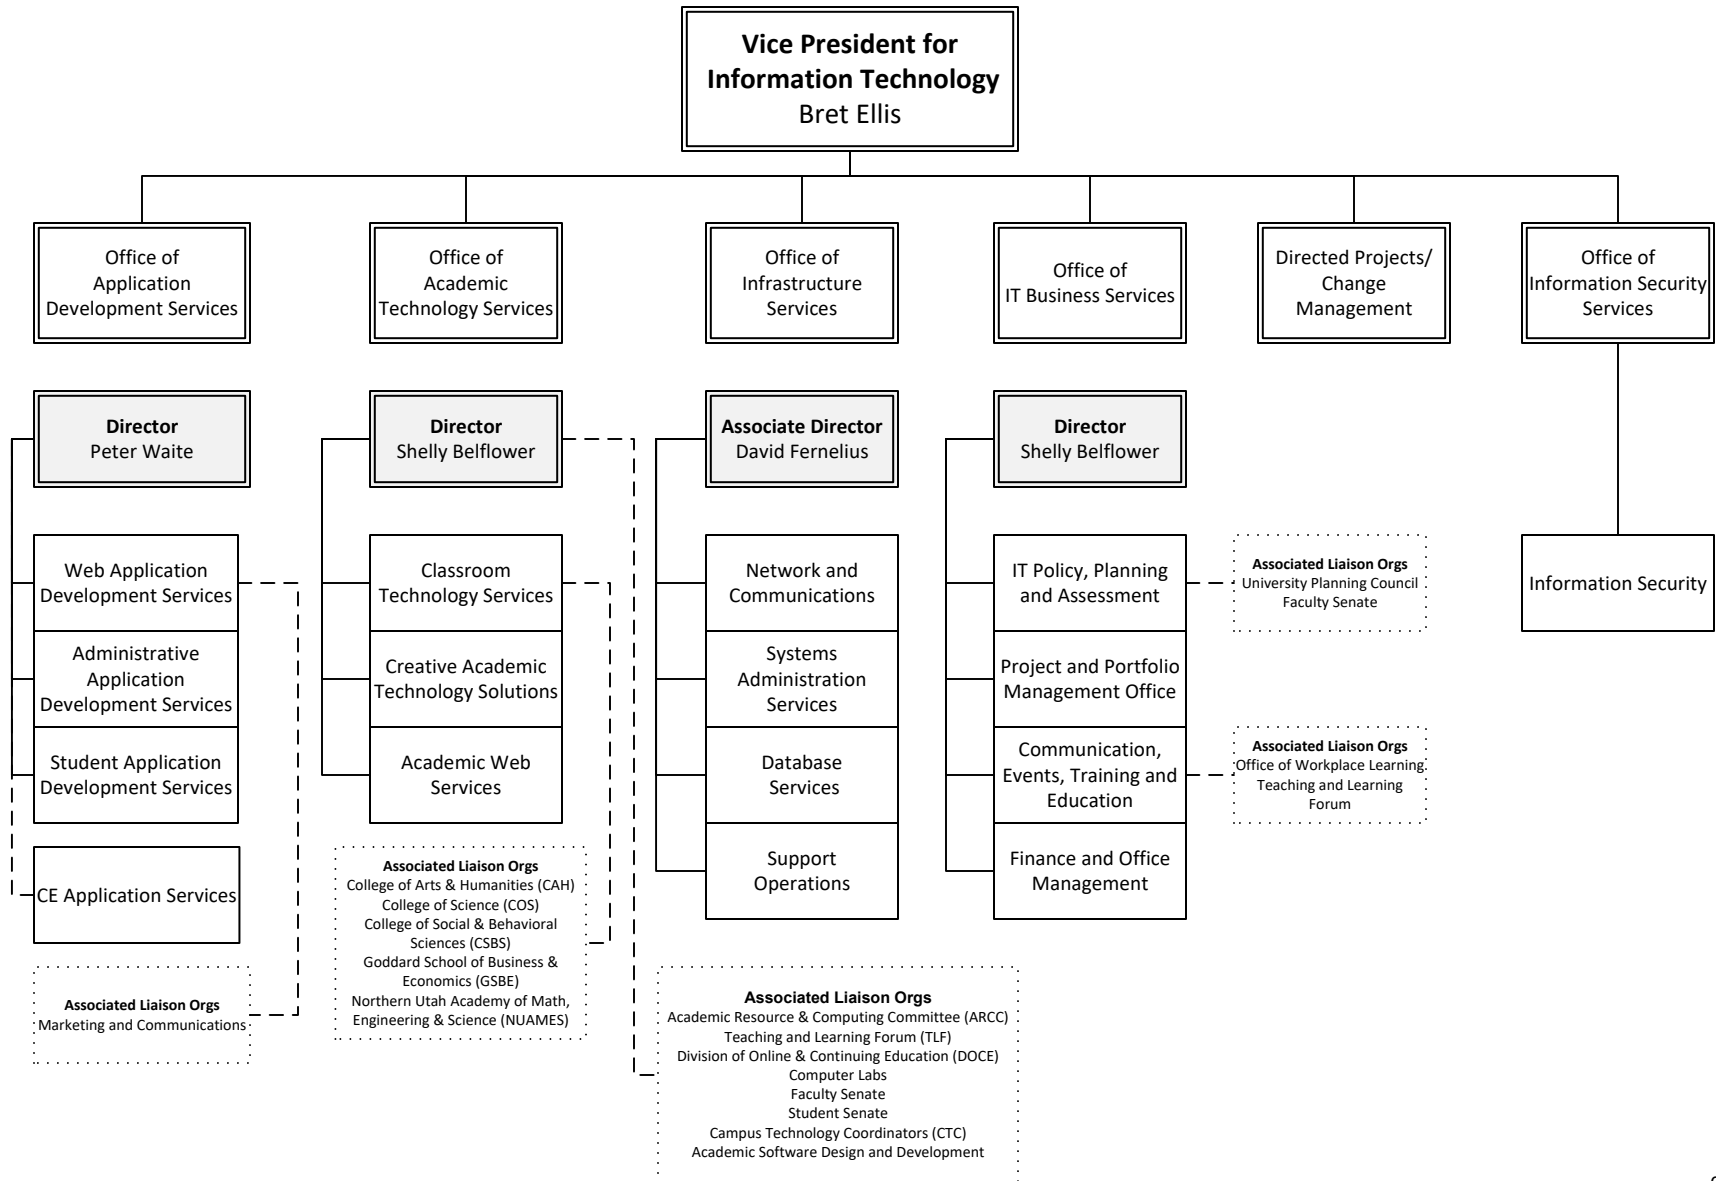 Vice President for
Information Technology
Bret Ellis
Office of
Application
Development Services
Office of
Academic
Technology Services
Office of
Infrastructure
Services
Office of
IT Business Services
Directed Projects/
Change
Management
Office of
Information Security
Services
Director
Peter Waite
Director
Shelly Belflower
Associate Director
David Fernelius
Director
Shelly Belflower
Web Application
Development Services
Administrative
Application
Development Services
Student Application
Development Services
CE Application Services
Associated Liaison Orgs
Marketing and Communications
Classroom
Technology Services
Creative Academic
Technology Solutions
Academic Web
Services
Associated Liaison Orgs
College of Arts & Humanities (CAH)
College of Science (COS)
College of Social & Behavioral
Sciences (CSBS)
Goddard School of Business &
Economics (GSBE)
Northern Utah Academy of Math,
Engineering & Science (NUAMES)
Network and
Communications
Systems
Administration
Services
Database
Services
Support
Operations
Associated Liaison Orgs
Academic Resource & Computing Committee (ARCC)
Teaching and Learning Forum (TLF)
Division of Online & Continuing Education (DOCE)
Computer Labs
Faculty Senate
Student Senate
Campus Technology Coordinators (CTC)
Academic Software Design and Development
IT Policy, Planning
and Assessment
Project and Portfolio
Management Office
Communication,
Events, Training and
Education
Finance and Office
Management
Associated Liaison Orgs
University Planning Council
Faculty Senate
Associated Liaison Orgs
Office of Workplace Learning
Teaching and Learning
Forum
Information Security